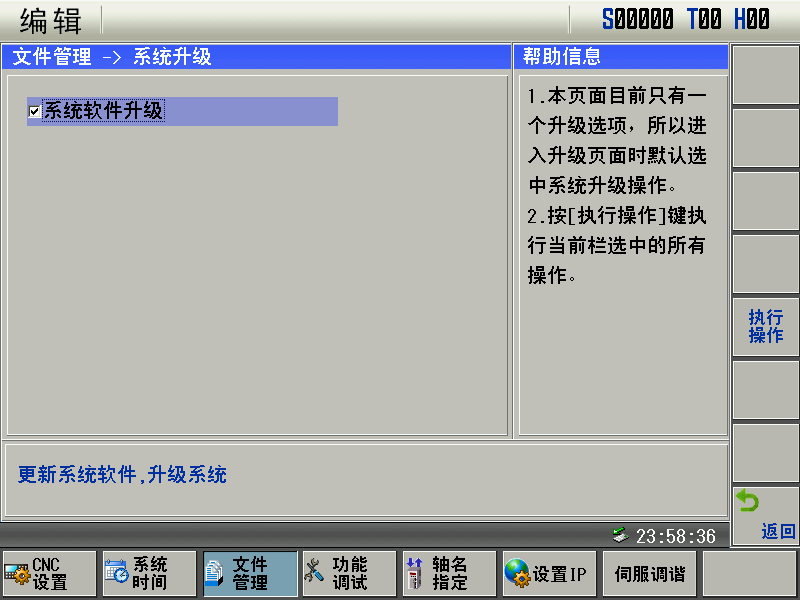 编辑
S00000 T00 H00
文件管理 -> 系统升级
帮助信息
系统软件升级
1.本页面目前只有一
个升级选项，所以进
入升级页面时默认选
中系统升级操作。
2.按[执行操作]键执
行当前栏选中的所有
操作。
执行
操作
更新系统软件,升级系统
返回
23:58:36
CNC
设置
系统
时间
文件
管理
功能
调试
轴名
指定
设置IP
伺服调谐